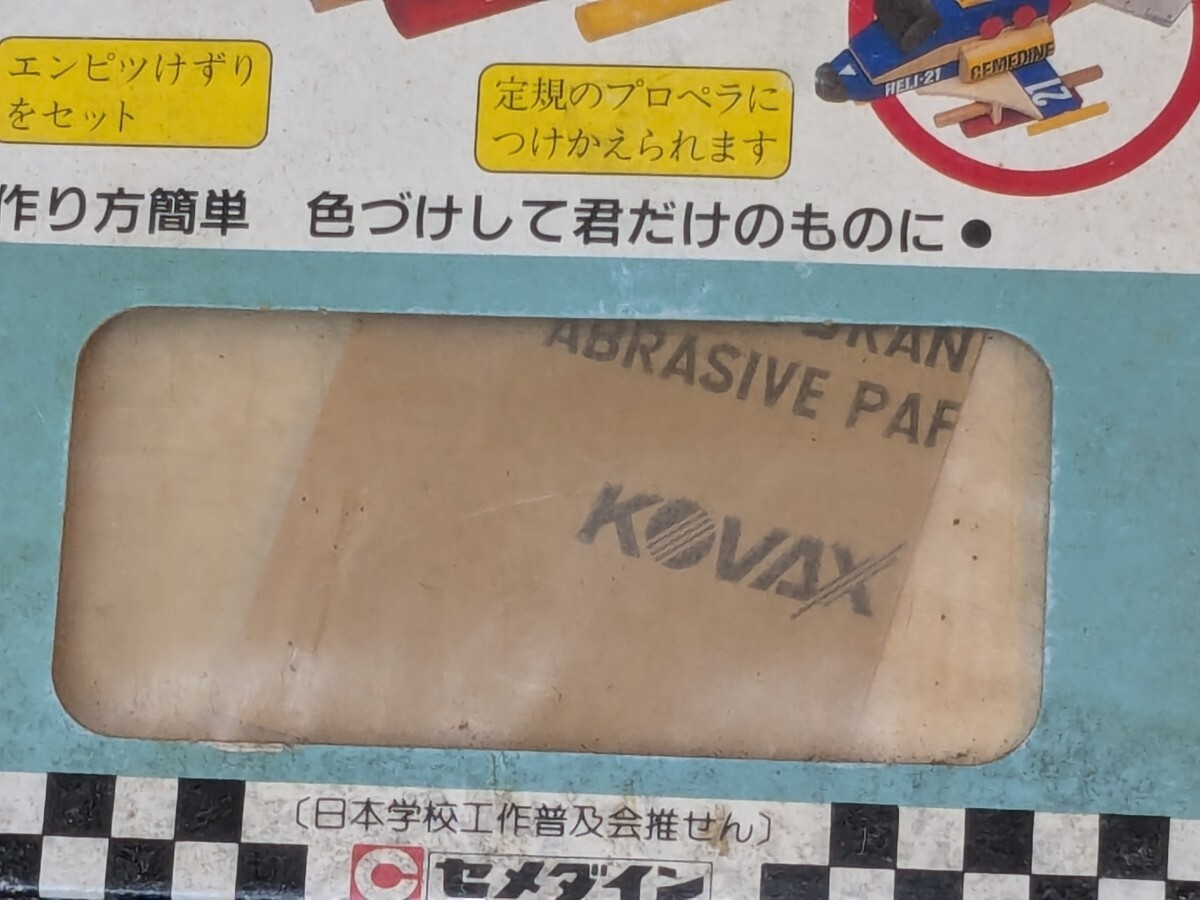 エンピツけずり
をセット
定規のプロペラに
つけかえられます
HELI-21
CEMEDINE
21
作り方簡単 色づけして君だけのものに●
ABRASIVE PAP
KOVAX
〔日本学校工作普及会推せん〕
C セメダイン